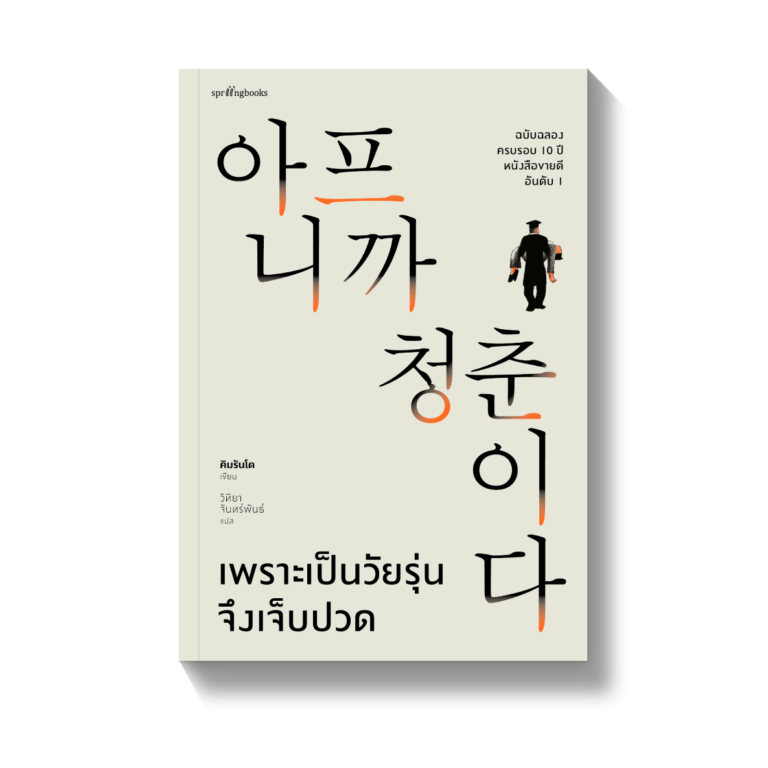 springbooks
아프
니까
청춘
이
다
ฉบับฉลอง
ครบรอบ 10 ปี
หนังสือขายดี
อันดับ 1
คิมรันโด
เขียน
วิทิยา
จันทร์พันธ์
แปล
เพราะเป็นวัยรุ่น
จึงเจ็บปวด